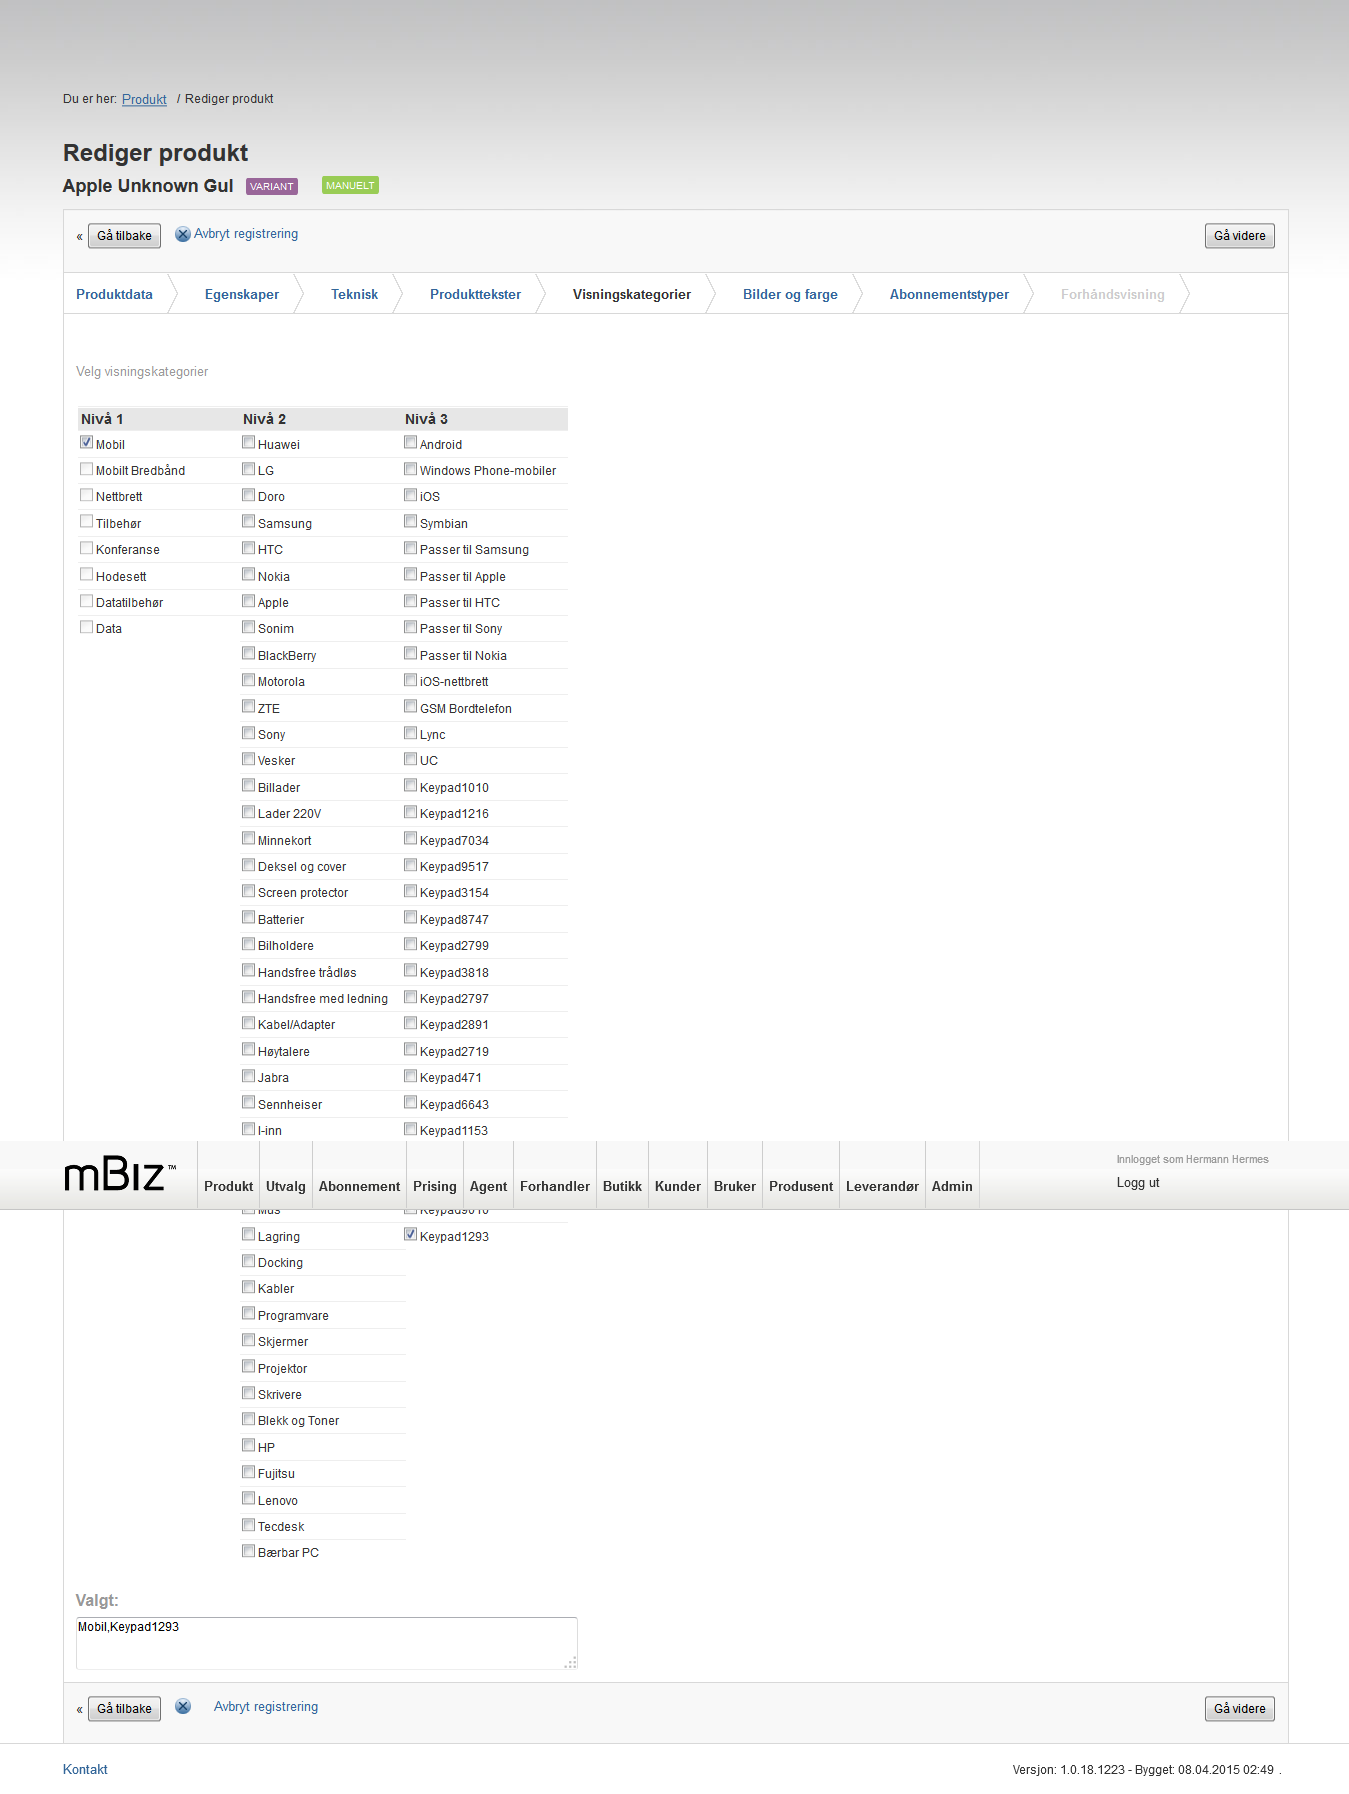 Du er her: Produkt / Rediger produkt
Rediger produkt
Apple Unknown Gul VARIANT MANUELT
« Gå tilbake Avbryt registrering Gå videre
Produktdata Egenskaper Teknisk Produkttekster Visningskategorier Bilder og farge Abonnementstyper Forhåndsvisning
Velg visningskategorier
Nivå 1 Nivå 2 Nivå 3
Mobil Huawei Android
Mobilt Bredbånd LG Windows Phone-mobiler
Nettbrett Doro iOS
Tilbehør Samsung Symbian
Konferanse HTC Passer til Samsung
Hodesett Nokia Passer til Apple
Datatilbehør Apple Passer til HTC
Data Sonim Passer til Sony
BlackBerry Passer til Nokia
Motorola iOS-nettbrett
ZTE GSM Bordtelefon
Sony Lync
Vesker UC
Billader Keypad1010
Lader 220V Keypad1216
Minnekort Keypad7034
Deksel og cover Keypad9517
Screen protector Keypad3154
Batterier Keypad8747
Bilholdere Keypad2799
Handsfree trådløs Keypad3818
Handsfree med ledning Keypad2797
Kabel/Adapter Keypad2891
Høytalere Keypad2719
Jabra Keypad471
Sennheiser Keypad6643
I-inn Keypad1153
mBiz™ Produkt Utvalg Abonnement Prising Agent Forhandler Butikk Kunder Bruker Produsent Leverandør Admin
Innlogget som Hermann Hermes
Logg ut
Mus
Lagring Keypad1293
Docking
Kabler
Programvare
Skjermer
Projektor
Skrivere
Blekk og Toner
HP
Fujitsu
Lenovo
Tecdesk
Bærbar PC
Valgt:
Mobil,Keypad1293
« Gå tilbake Avbryt registrering Gå videre
Kontakt Versjon: 1.0.18.1223 - Bygget: 08.04.2015 02:49 .